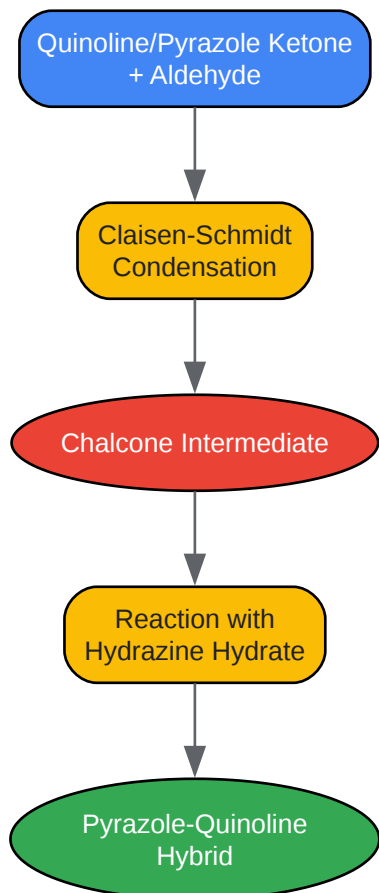 Quinoline/Pyrazole Ketone
+ Aldehyde
Claisen-Schmidt
Condensation
Chalcone Intermediate
Reaction with
Hydrazine Hydrate
Pyrazole-Quinoline
Hybrid